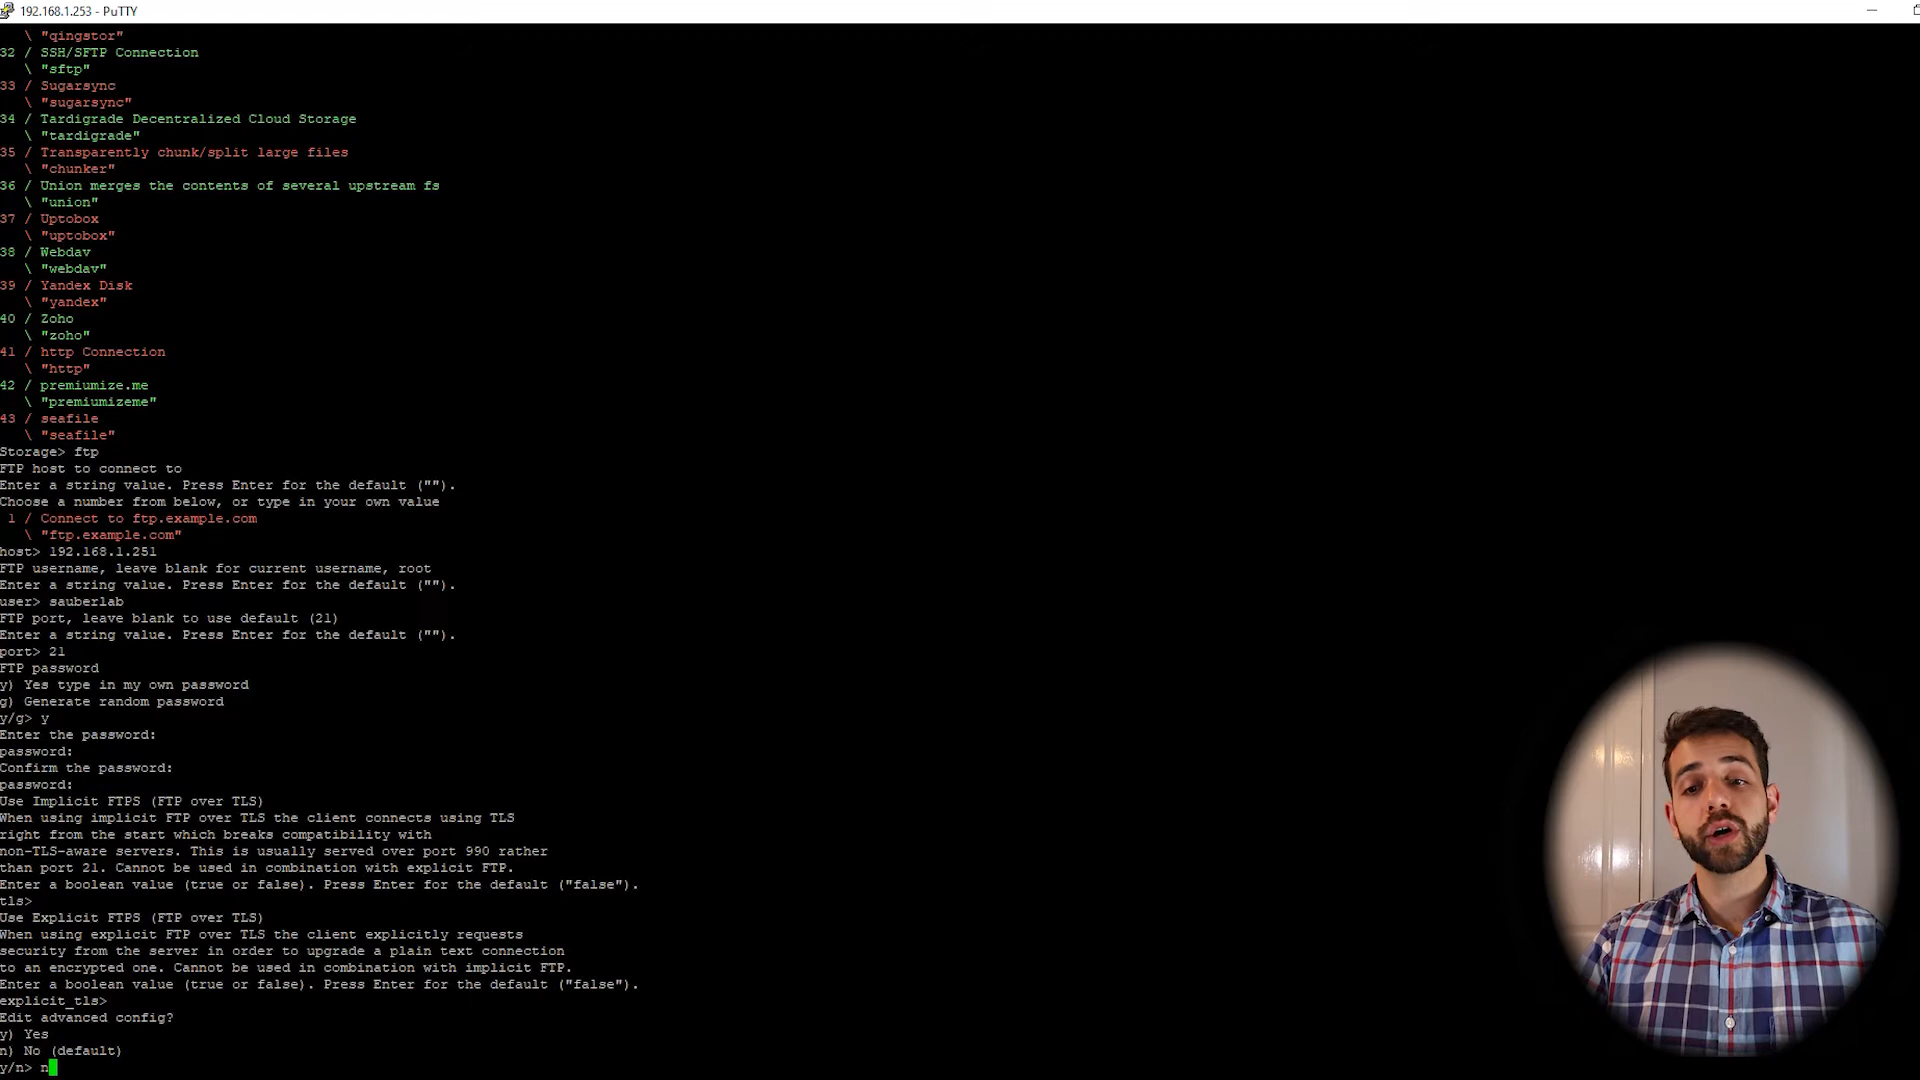 192.168.1.253 - PuTTY
\ "qingstor"
32 / SSH/SFTP Connection
\ "sftp"
33 / Sugarsync
\ "sugarsync"
34 / Tardigrade Decentralized Cloud Storage
\ "tardigrade"
35 / Transparently chunk/split large files
\ "chunker"
36 / Union merges the contents of several upstream fs
\ "union"
37 / Uptobox
\ "uptobox"
38 / Webdav
\ "webdav"
39 / Yandex Disk
\ "yandex"
40 / Zoho
\ "zoho"
41 / http Connection
\ "http"
42 / premiumize.me
\ "premiumizeme"
43 / seafile
\ "seafile"
Storage> ftp
FTP host to connect to
Enter a string value. Press Enter for the default ("").
Choose a number from below, or type in your own value
1 / Connect to ftp.example.com
\ "ftp.example.com"
host> 192.168.1.251
FTP username, leave blank for current username, root
Enter a string value. Press Enter for the default ("").
user> sauberlab
FTP port, leave blank to use default (21)
Enter a string value. Press Enter for the default ("").
port> 21
FTP password
y) Yes type in my own password
g) Generate random password
y/g> y
Enter the password:
password:
Confirm the password:
password:
Use Implicit FTPS (FTP over TLS)
When using implicit FTP over TLS the client connects using TLS
right from the start which breaks compatibility with
non-TLS-aware servers. This is usually served over port 990 rather
than port 21. Cannot be used in combination with explicit FTP.
Enter a boolean value (true or false). Press Enter for the default ("false").
tls>
Use Explicit FTPS (FTP over TLS)
When using explicit FTP over TLS the client explicitly requests
security from the server in order to upgrade a plain text connection
to an encrypted one. Cannot be used in combination with implicit FTP.
Enter a boolean value (true or false). Press Enter for the default ("false").
explicit_tls>
Edit advanced config?
y) Yes
n) No (default)
y/n> n